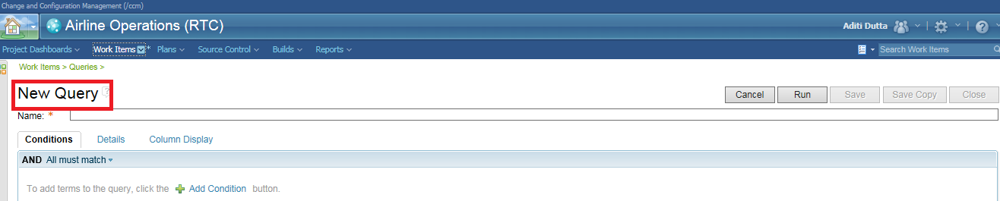 Change and Configuration Management (/ccm)
Airline Operations (RTC)
Aditi Dutta
Project Dashboards Work Items * Plans Source Control Builds Reports
Search Work Items
Work Items > Queries >
New Query ?
Cancel Run Save Save Copy Close
Name: *
Conditions Details Column Display
AND All must match
To add terms to the query, click the Add Condition button.